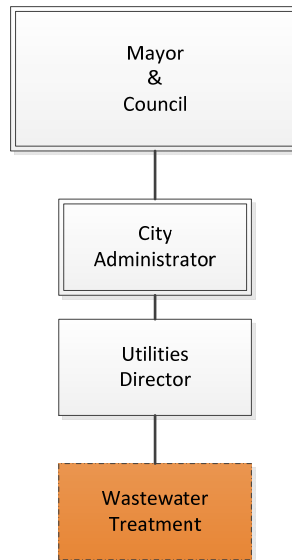 Mayor
&
Council
City
Administrator
Utilities
Director
Wastewater
Treatment